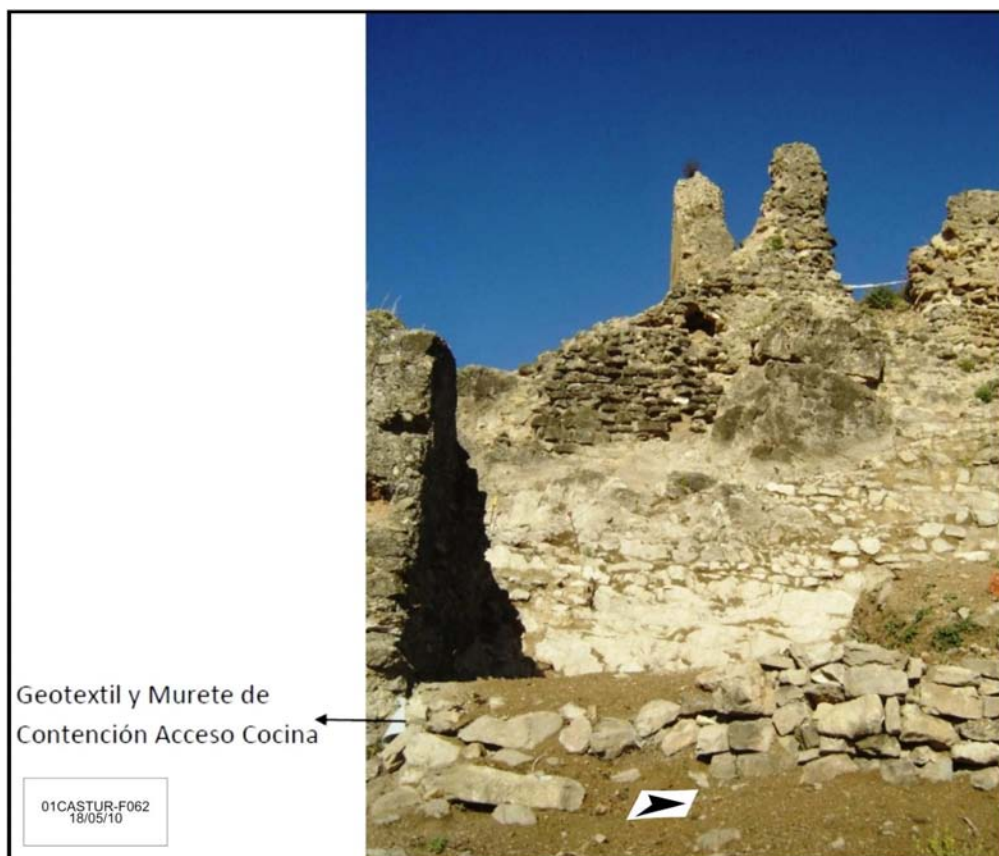 Geotextil y Murete de
Contención Acceso Cocina
01CASTUR-F062
18/05/10